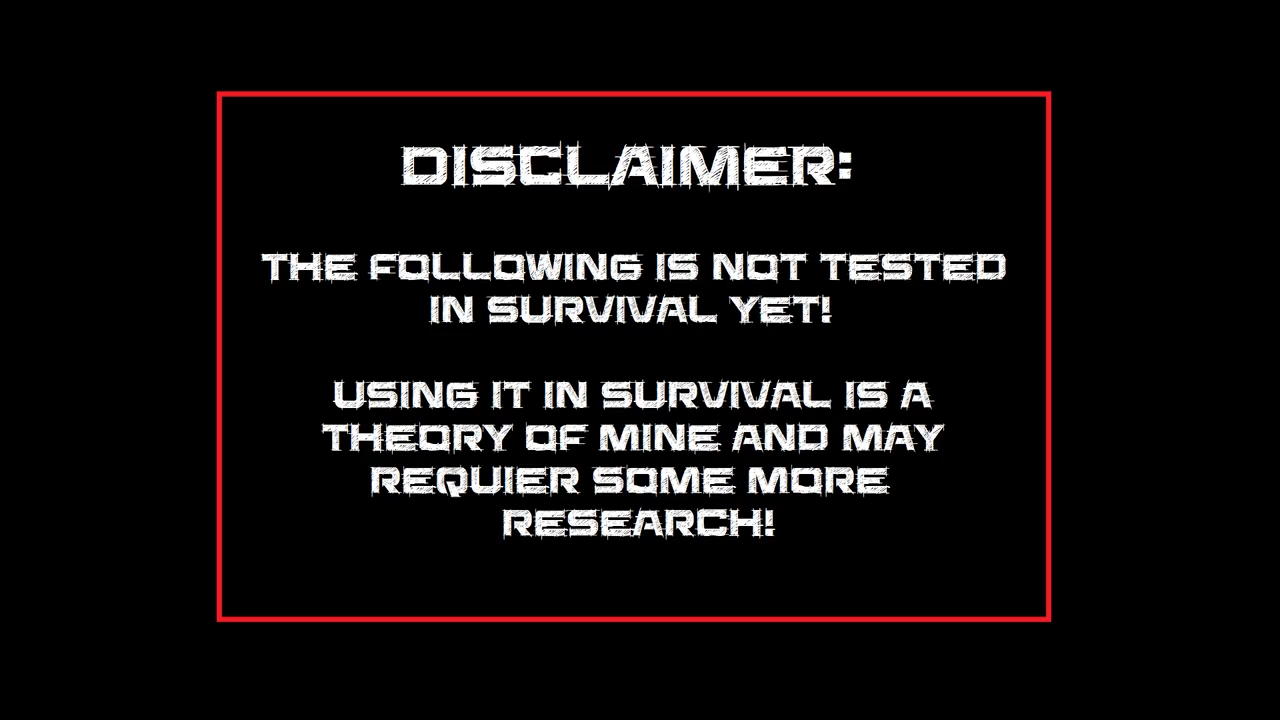 DISCLAIMER:
THE FOLLOWING IS NOT TESTED
IN SURVIVAL YET!
USING IT IN SURVIVAL IS A
THEORY OF MINE AND MAY
REQUIER SOME MORE
RESEARCH!